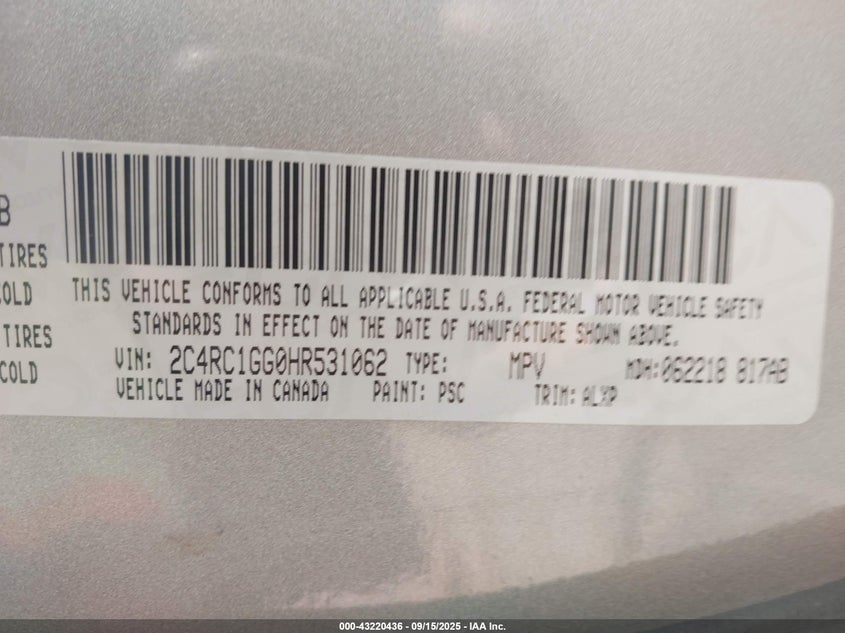 B
TIRES
COLD
TIRES
COLD
THIS VEHICLE CONFORMS TO ALL APPLICABLE U.S.A. FEDERAL MOTOR VEHICLE SAFETY
STANDARDS IN EFFECT ON THE DATE OF MANUFACTURE SHOWN ABOVE.
VIN: 2C4RC1GG0HR531062 TYPE: MPV MDH:062218 817AB
VEHICLE MADE IN CANADA PAINT: PSC TRIM: ALXP
000-43220436 - 09/15/2025 - IAA Inc.